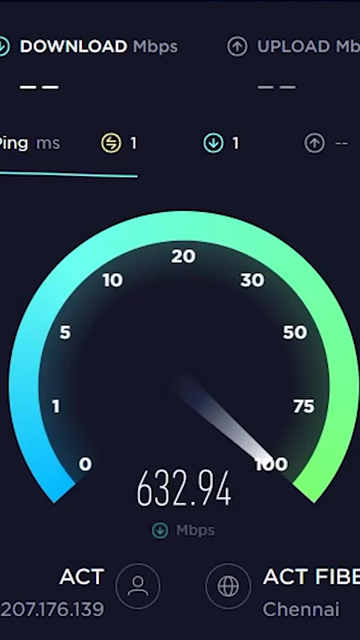 DOWNLOAD Mbps
UPLOAD Mb
-- --
Ping ms 1 1 --
20
10 30
5 50
1 75
0 100
632.94
Mbps
ACT ACT FIBE
207.176.139 Chennai